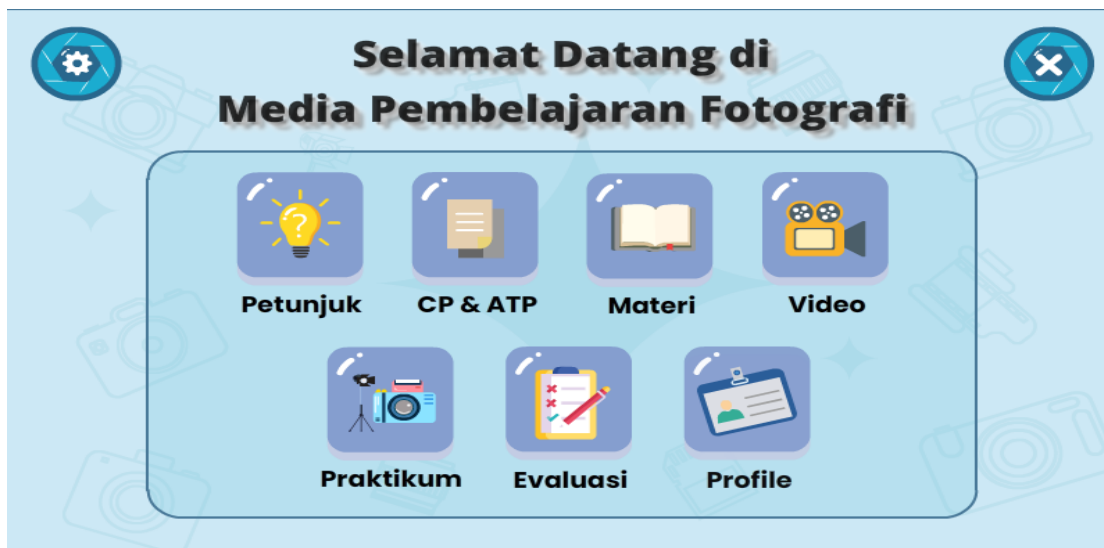 Selamat Datang di
Media Pembelajaran Fotografi
Petunjuk
CP & ATP
Materi
Video
Praktikum
Evaluasi
Profile